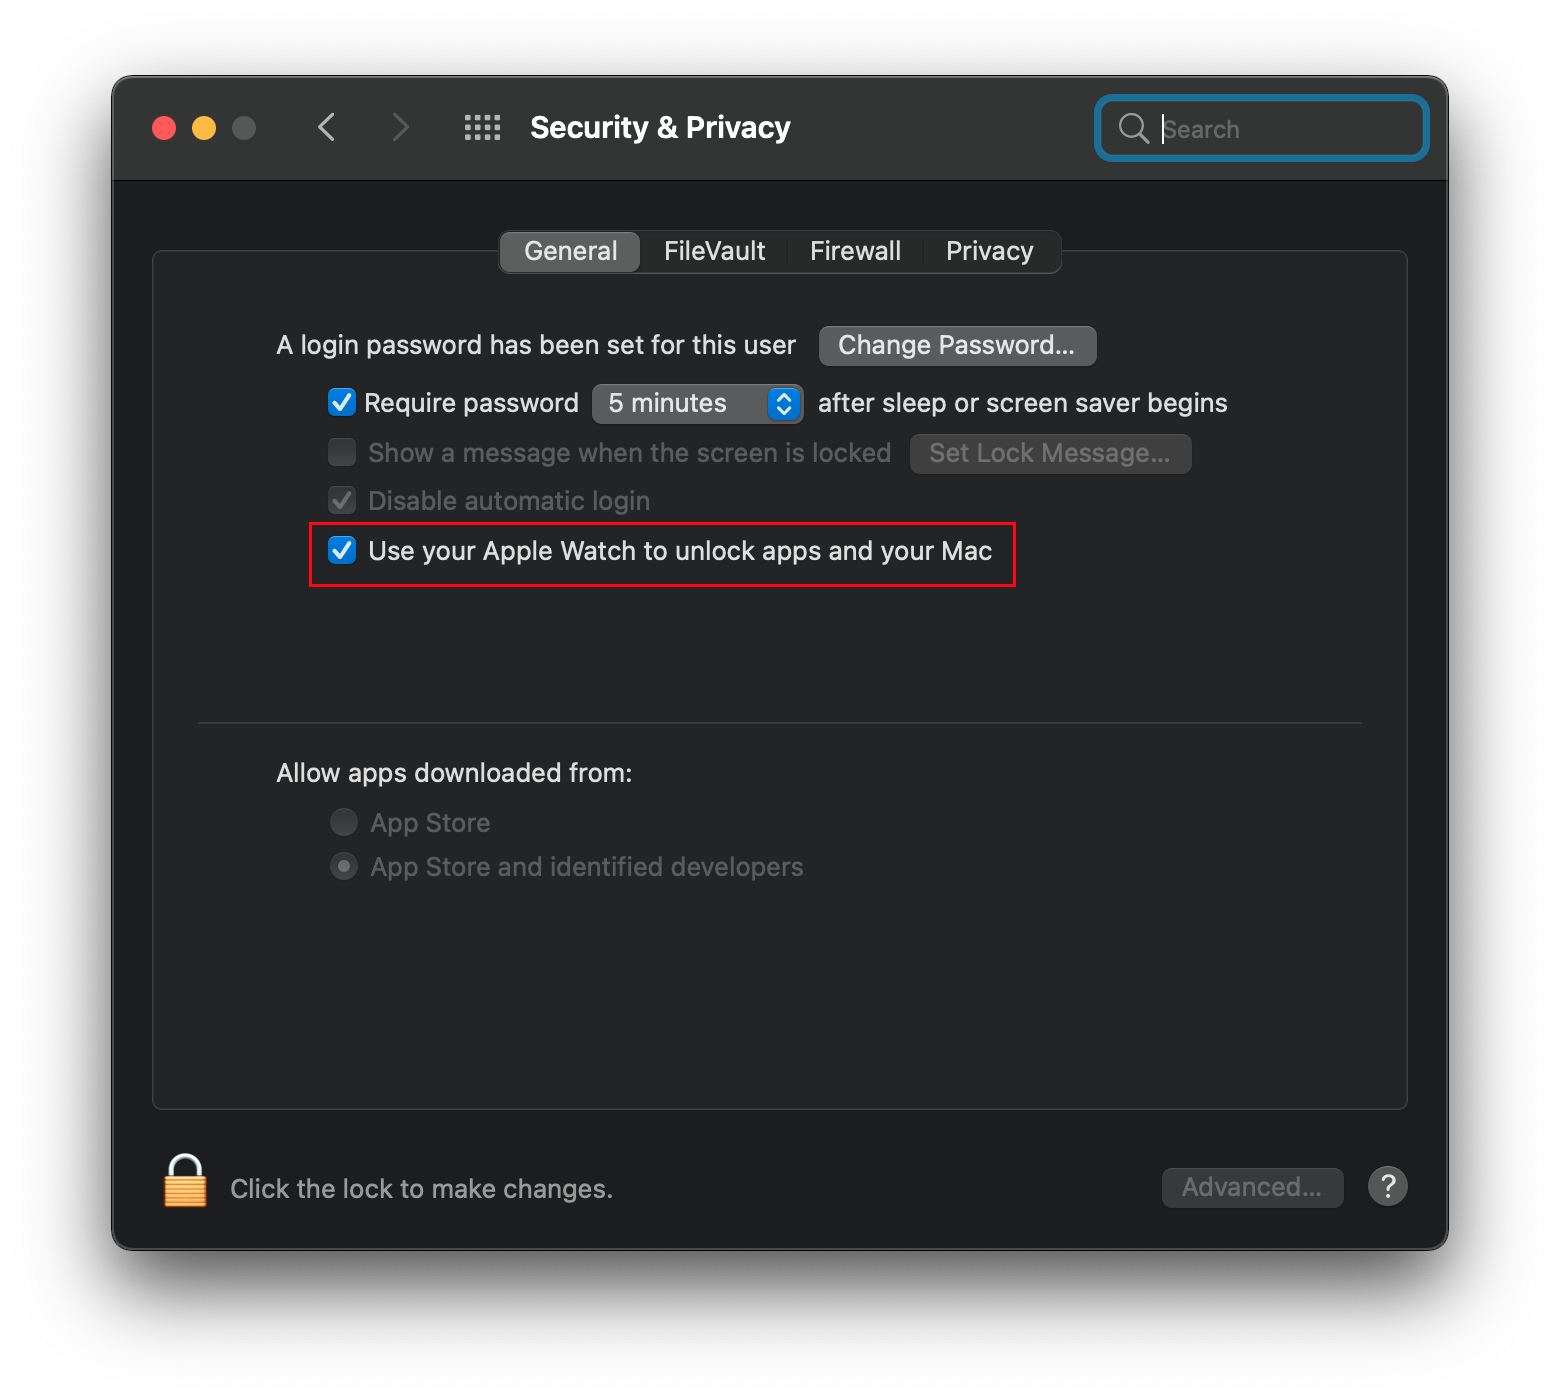 Security & Privacy
Search
General FileVault Firewall Privacy
A login password has been set for this user Change Password...
Require password 5 minutes after sleep or screen saver begins
Show a message when the screen is locked Set Lock Message...
Disable automatic login
Use your Apple Watch to unlock apps and your Mac
Allow apps downloaded from:
App Store
App Store and identified developers
Click the lock to make changes.
Advanced... ?